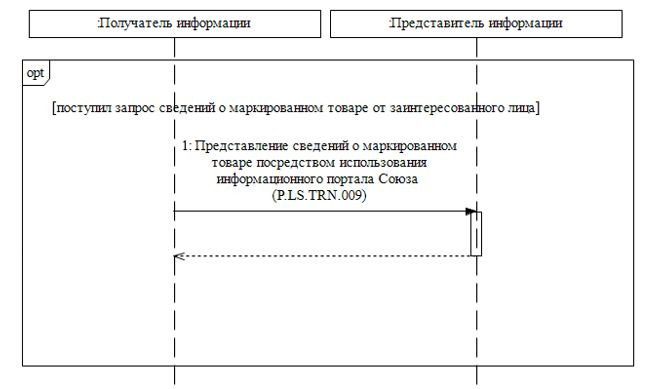 :Получатель информации
:Представитель информации
opt
[поступил запрос сведений о маркированном товаре от заинтересованного лица]
1: Представление сведений о маркированном
товаре посредством использования
информационного портала Союза
(P.LS.TRN.009)